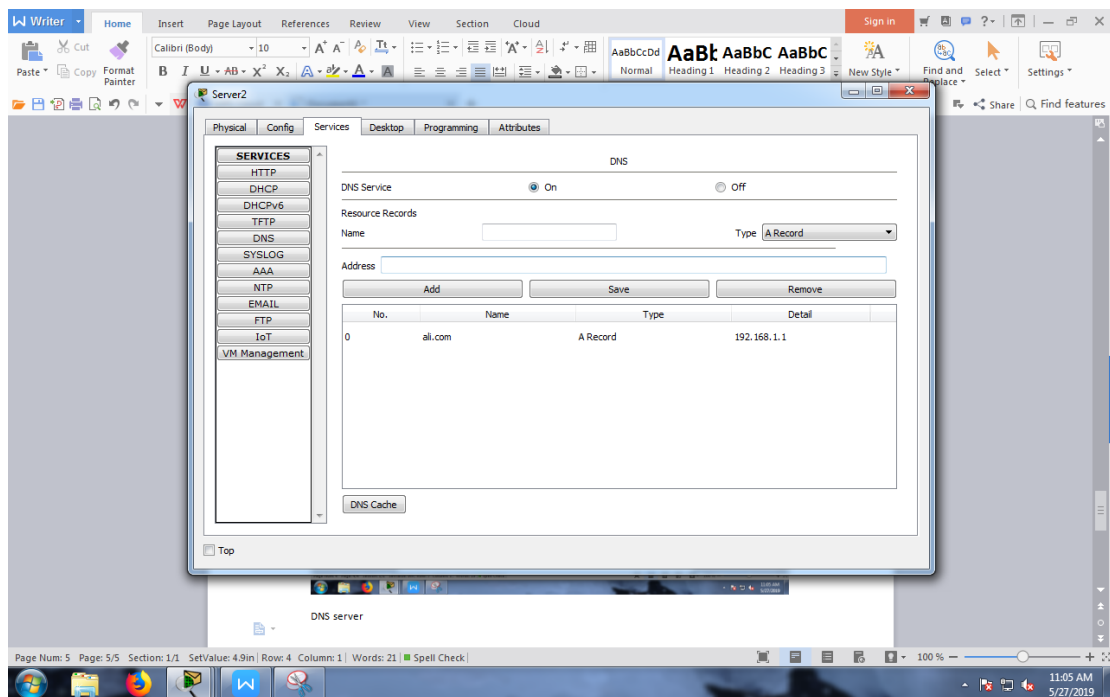 Writer Home Insert Page Layout References Review View Section Cloud Sign in
Cut Calibri (Body) 10 AaBbCcDd AaBb AaBbC AaBbC
Paste Copy Format Painter Normal Heading 1 Heading 2 Heading 3 New Style Find and Replace Select Settings
Server2
Share Find features
Physical Config Services Desktop Programming Attributes
SERVICES
HTTP
DHCP
DHCPv6
TFTP
DNS
SYSLOG
AAA
NTP
EMAIL
FTP
IoT
VM Management
DNS
DNS Service On Off
Resource Records
Name Type A Record
Address
Add Save Remove
No. Name Type Detail
0 ali.com A Record 192.168.1.1
DNS Cache
Top
DNS server
Page Num: 5 Page: 5/5 Section: 1/1 SetValue: 4.9in Row: 4 Column: 1 Words: 21 Spell Check 100 %
11:05 AM
5/27/2019